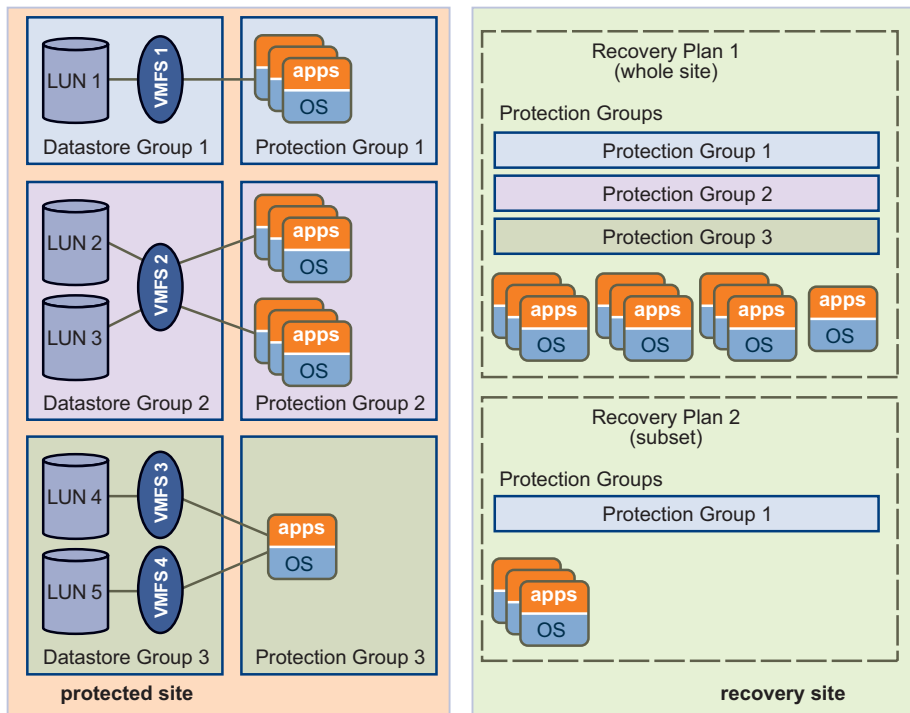 LUN 1
VMFS 1
apps
OS
Datastore Group 1
Protection Group 1
LUN 2
LUN 3
VMFS 2
apps
OS
apps
OS
Datastore Group 2
Protection Group 2
LUN 4
VMFS 3
LUN 5
VMFS 4
apps
OS
Datastore Group 3
Protection Group 3
protected site
Recovery Plan 1
(whole site)
Protection Groups
Protection Group 1
Protection Group 2
Protection Group 3
apps
OS
apps
OS
apps
OS
apps
OS
Recovery Plan 2
(subset)
Protection Groups
Protection Group 1
apps
OS
recovery site